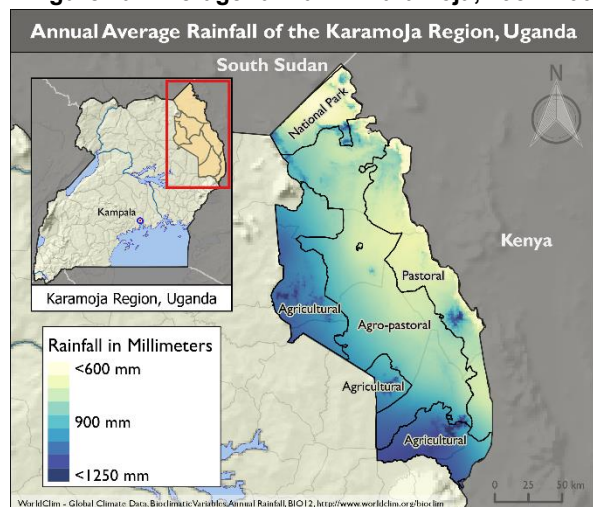 Annual Average Rainfall of the KaramoJa Region, Uganda
South Sudan
National Park
N
Kampala
Kenya
Karamoja Region, Uganda
Pastoral
Agricultural
Agro-pastoral
Agricultural
Agricultural
Rainfall in Millimeters
<600 mm
900 mm
<1250 mm
0 25 50 km
WorldClim - Global Climate Data, Bioclimatic Variables, Annual Rainfall, BIO12, http://www.worldclim.org/bioclim